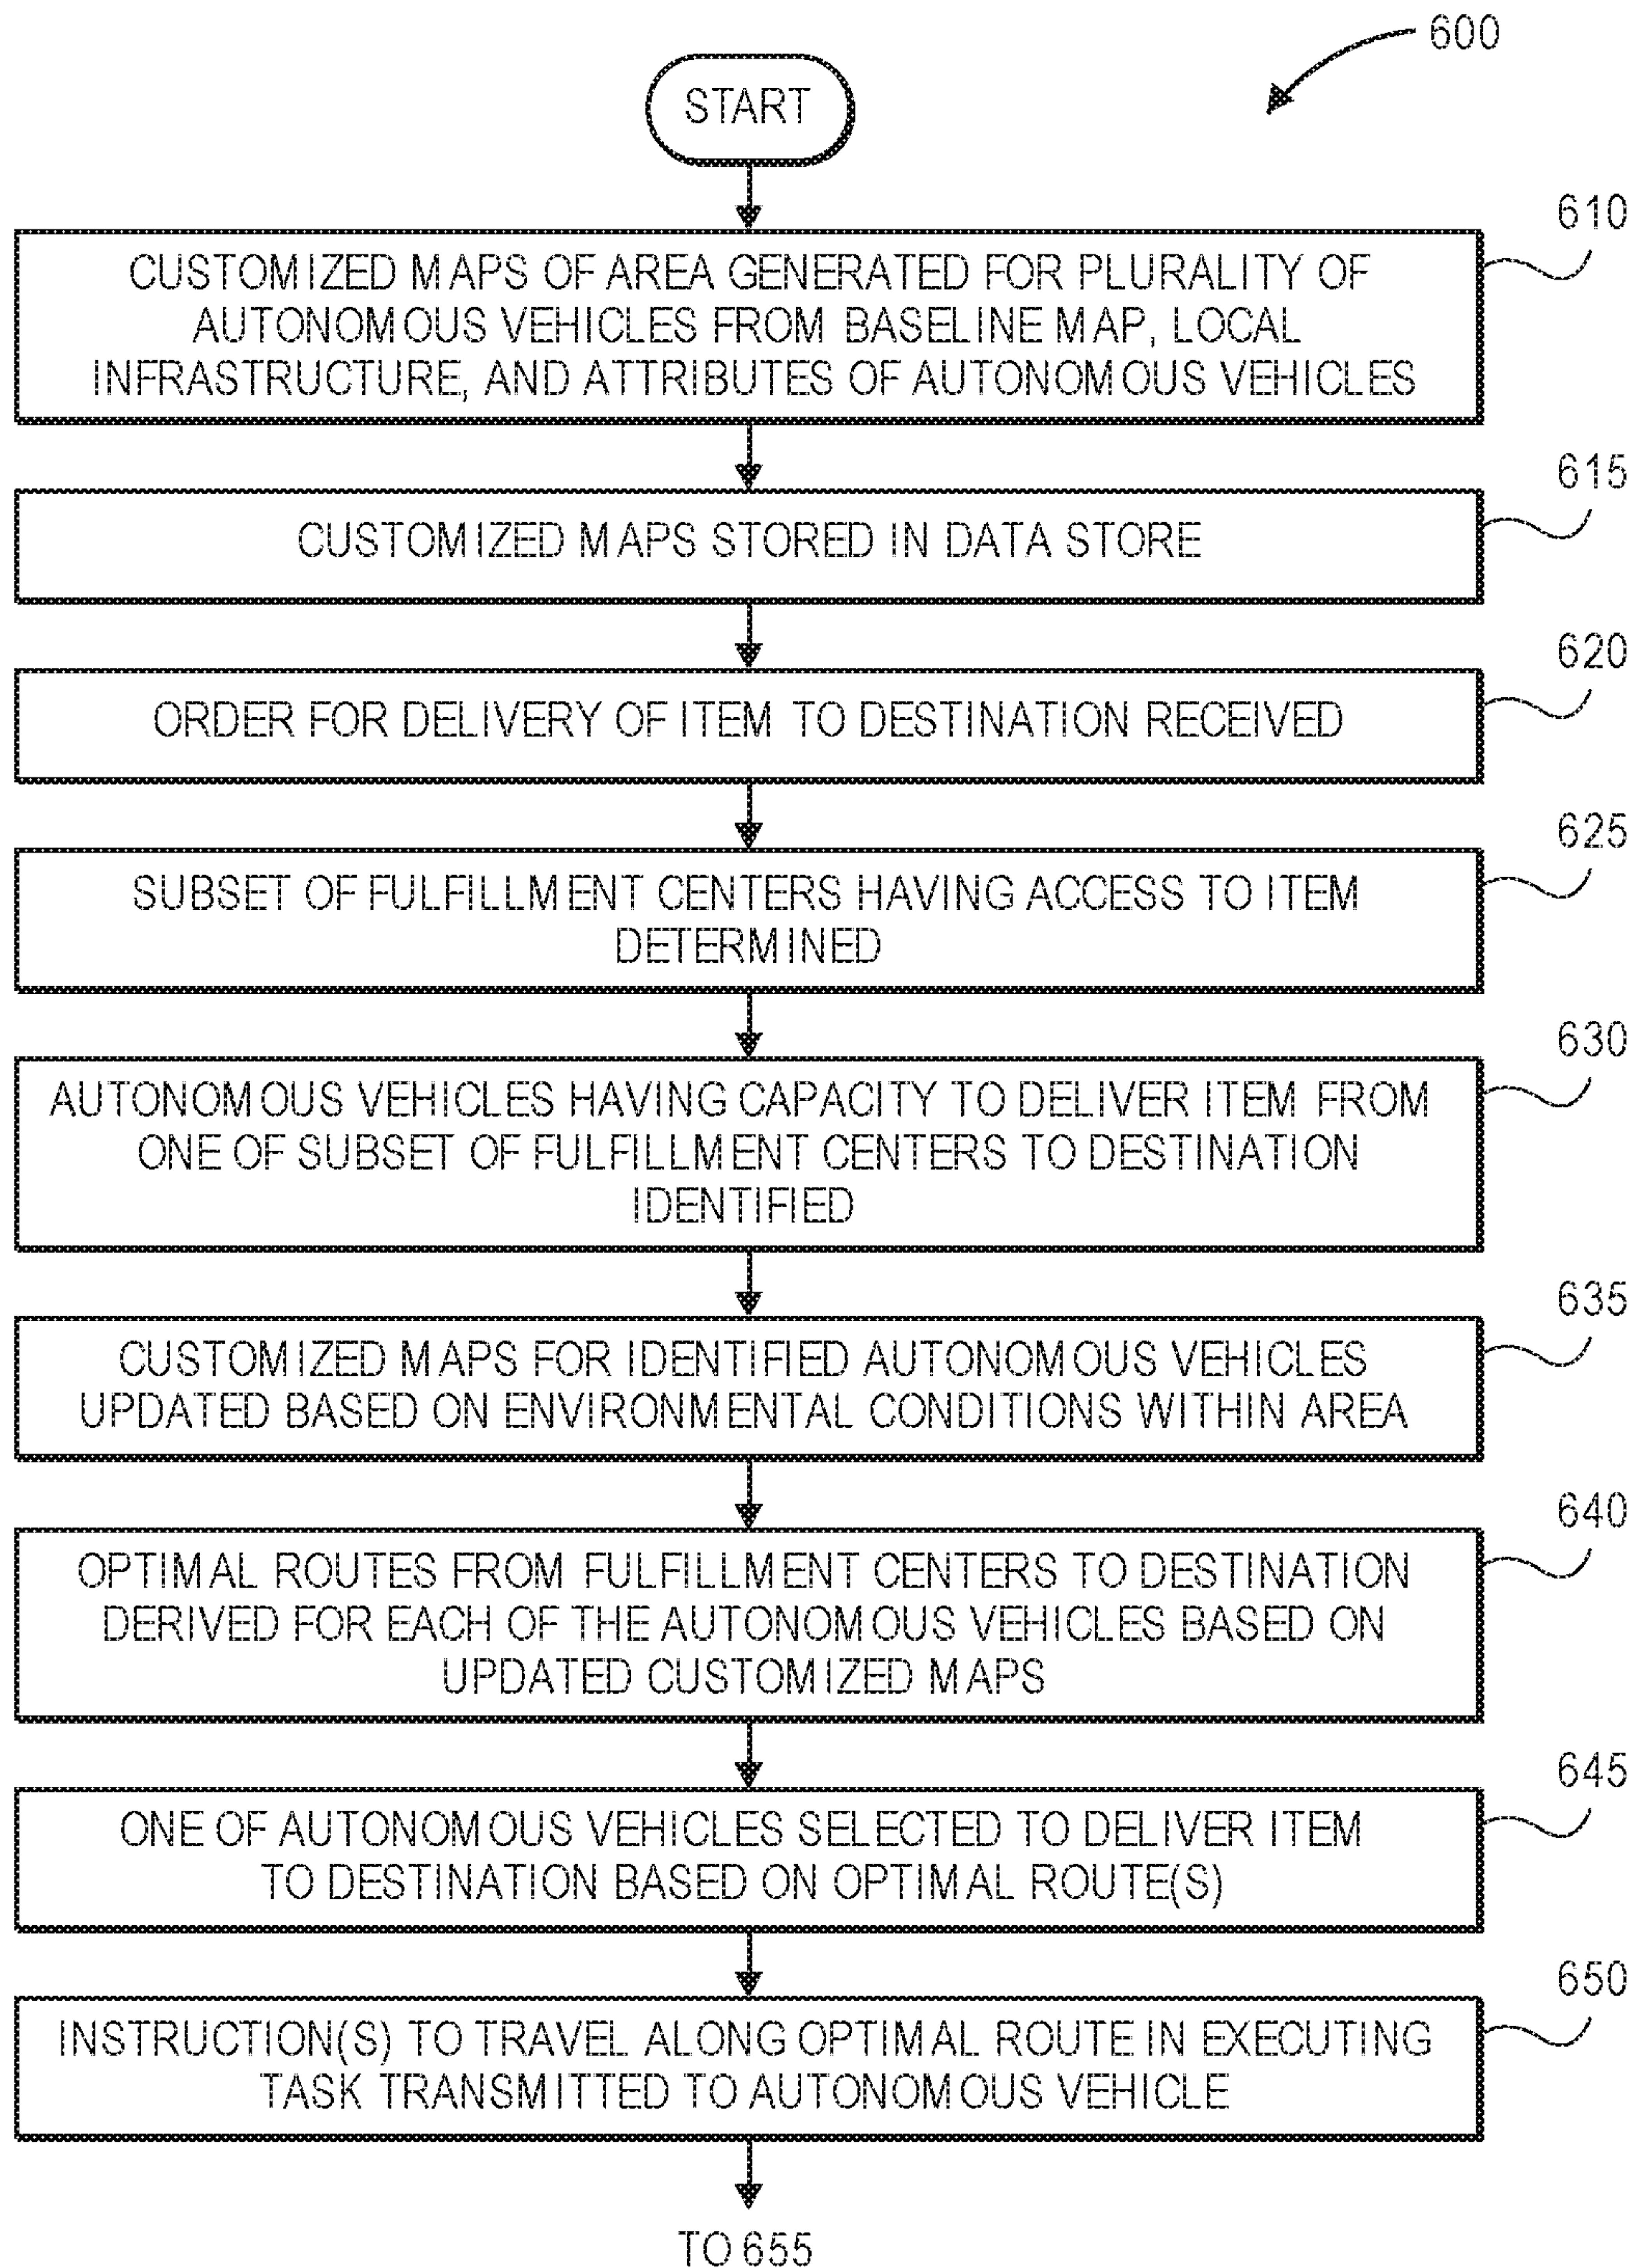 600
START
610
CUSTOMIZED MAPS OF AREA GENERATED FOR PLURALITY OF
AUTONOMOUS VEHICLES FROM BASELINE MAP, LOCAL
INFRASTRUCTURE, AND ATTRIBUTES OF AUTONOMOUS VEHICLES
615
CUSTOMIZED MAPS STORED IN DATA STORE
620
ORDER FOR DELIVERY OF ITEM TO DESTINATION RECEIVED
625
SUBSET OF FULFILLMENT CENTERS HAVING ACCESS TO ITEM
DETERMINED
630
AUTONOMOUS VEHICLES HAVING CAPACITY TO DELIVER ITEM FROM
ONE OF SUBSET OF FULFILLMENT CENTERS TO DESTINATION
IDENTIFIED
635
CUSTOMIZED MAPS FOR IDENTIFIED AUTONOMOUS VEHICLES
UPDATED BASED ON ENVIRONMENTAL CONDITIONS WITHIN AREA
640
OPTIMAL ROUTES FROM FULFILLMENT CENTERS TO DESTINATION
DERIVED FOR EACH OF THE AUTONOMOUS VEHICLES BASED ON
UPDATED CUSTOMIZED MAPS
645
ONE OF AUTONOMOUS VEHICLES SELECTED TO DELIVER ITEM
TO DESTINATION BASED ON OPTIMAL ROUTE(S)
650
INSTRUCTION(S) TO TRAVEL ALONG OPTIMAL ROUTE IN EXECUTING
TASK TRANSMITTED TO AUTONOMOUS VEHICLE
TO 655